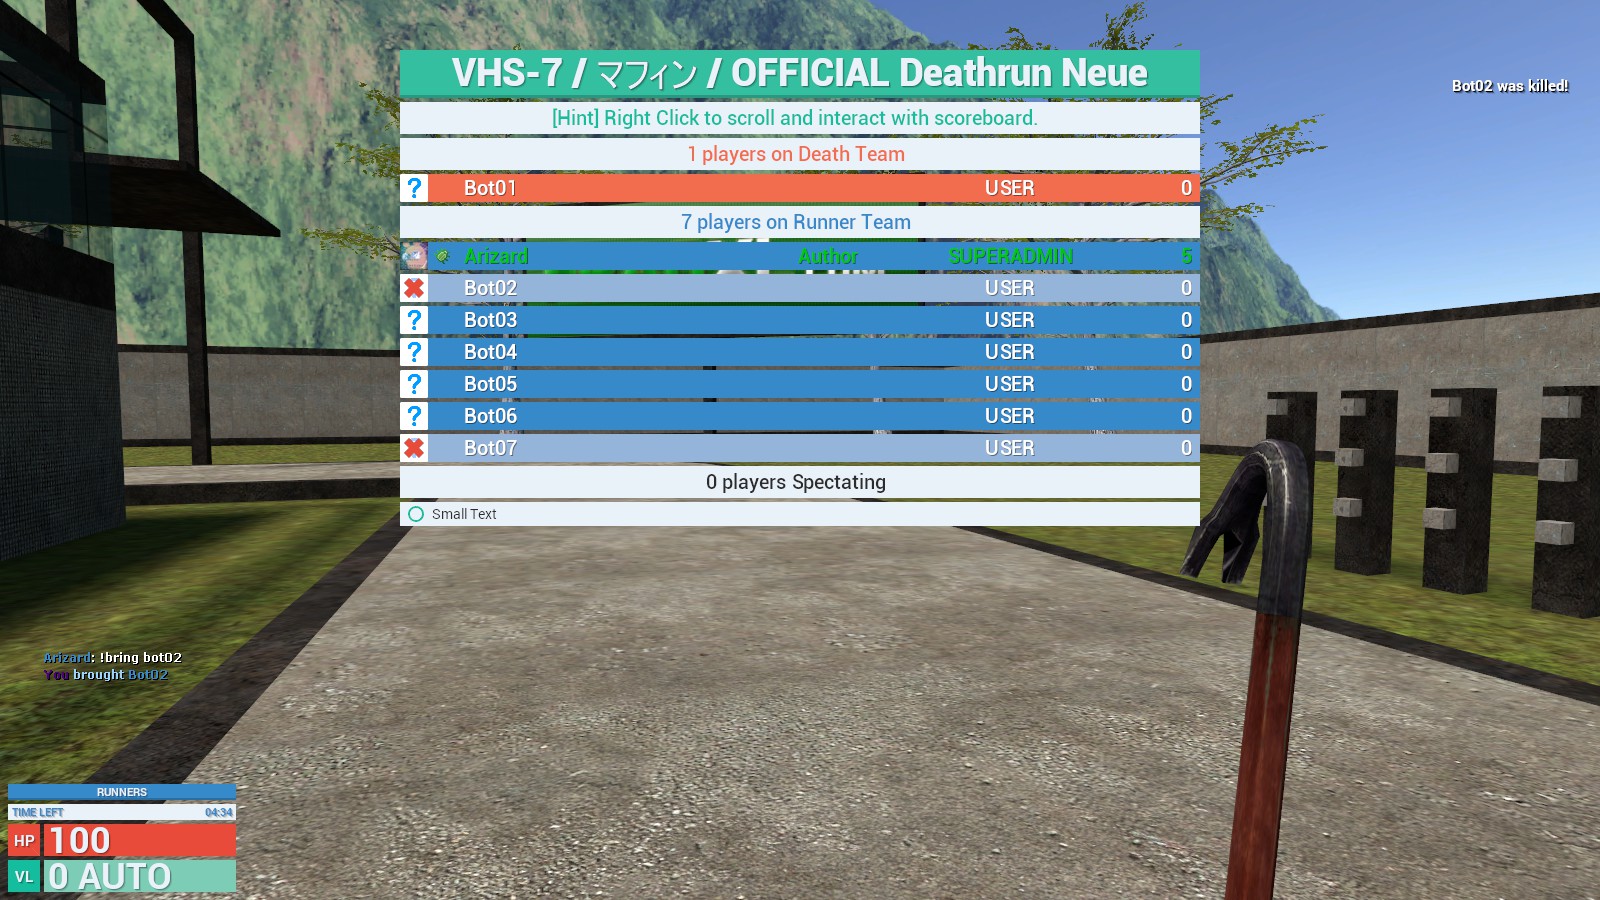 VHS-7 / マフィン / OFFICIAL Deathrun Neue
[Hint] Right Click to scroll and interact with scoreboard.
Bot02 was killed!
1 players on Death Team
? Bot01 USER 0
7 players on Runner Team
Arizard Author SUPERADMIN 5
Bot02 USER 0
? Bot03 USER 0
? Bot04 USER 0
? Bot05 USER 0
? Bot06 USER 0
Bot07 USER 0
0 players Spectating
Small Text
Arizard: !bring bot02
You brought Bot02
RUNNERS
TIME LEFT 04:34
HP 100
VL 0 AUTO